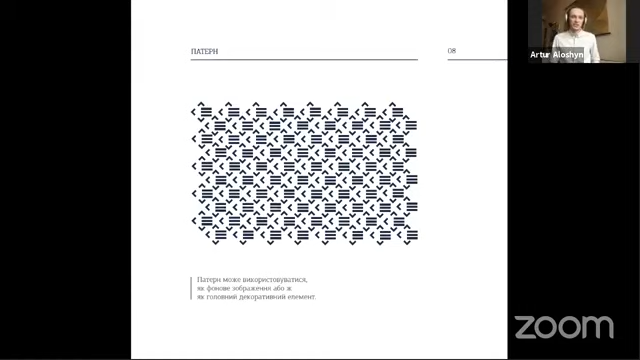 ПАТЕРН
08
Artur Aloshyn
Патерн може використовуватися,
як фонове зображення або ж
як головний декоративний елемент.
zoom